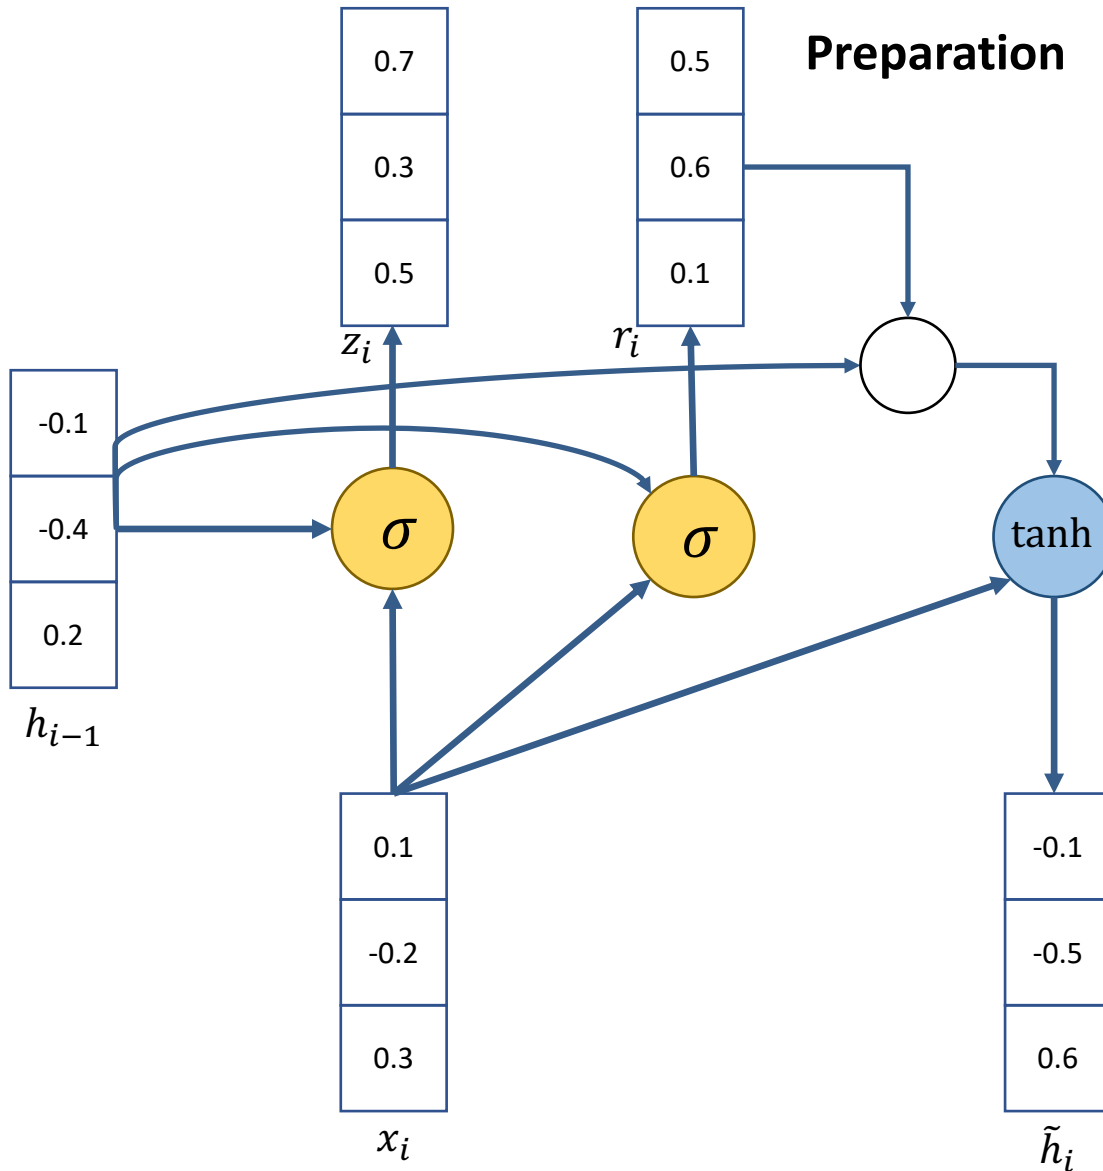 Preparation
0.7
0.3
0.5
z_i
0.5
0.6
0.1
r_i
-0.1
-0.4
0.2
h_{i−1}
σ
σ
tanh
0.1
-0.2
0.3
x_i
-0.1
-0.5
0.6
h̃_i